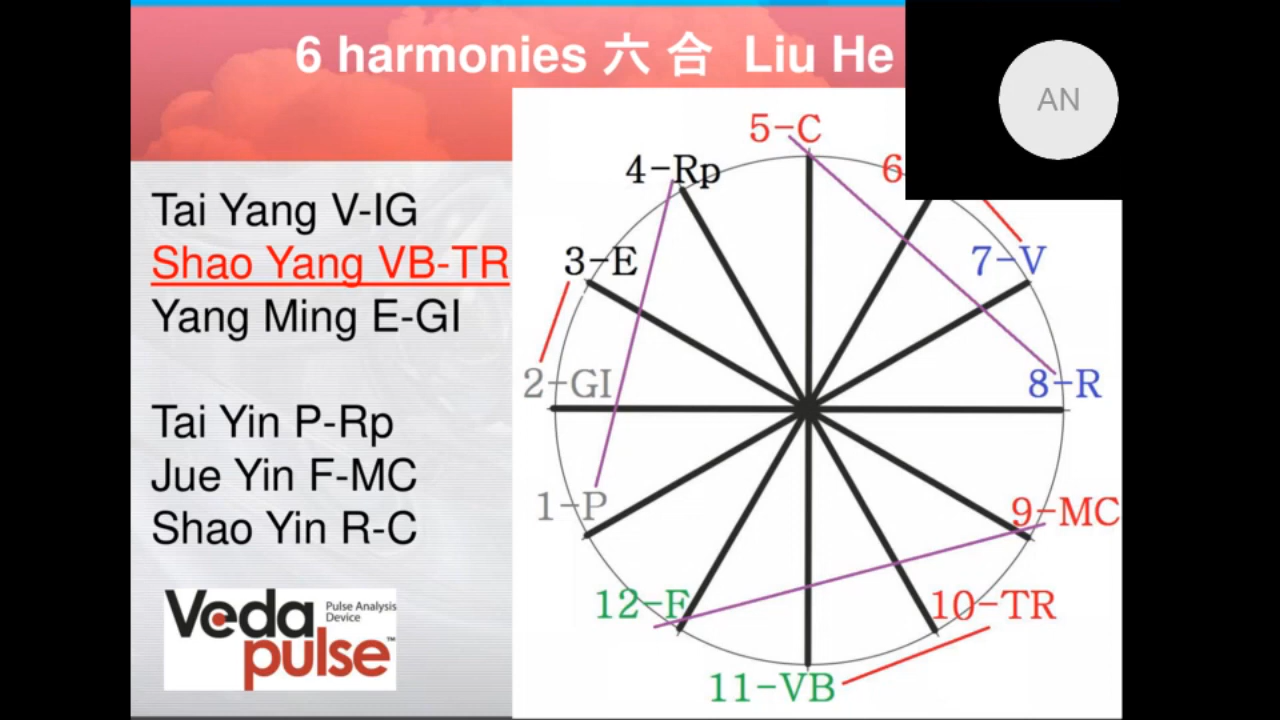 6 harmonies 六合 Liu He
AN
Tai Yang V-IG
Shao Yang VB-TR
Yang Ming E-GI
Tai Yin P-Rp
Jue Yin F-MC
Shao Yin R-C
Veda
pulse™
Pulse Analysis
Device
5-C
4-Rp
6
3-E
7-V
2-GI
8-R
1-P
9-MC
12-F
10-TR
11-VB